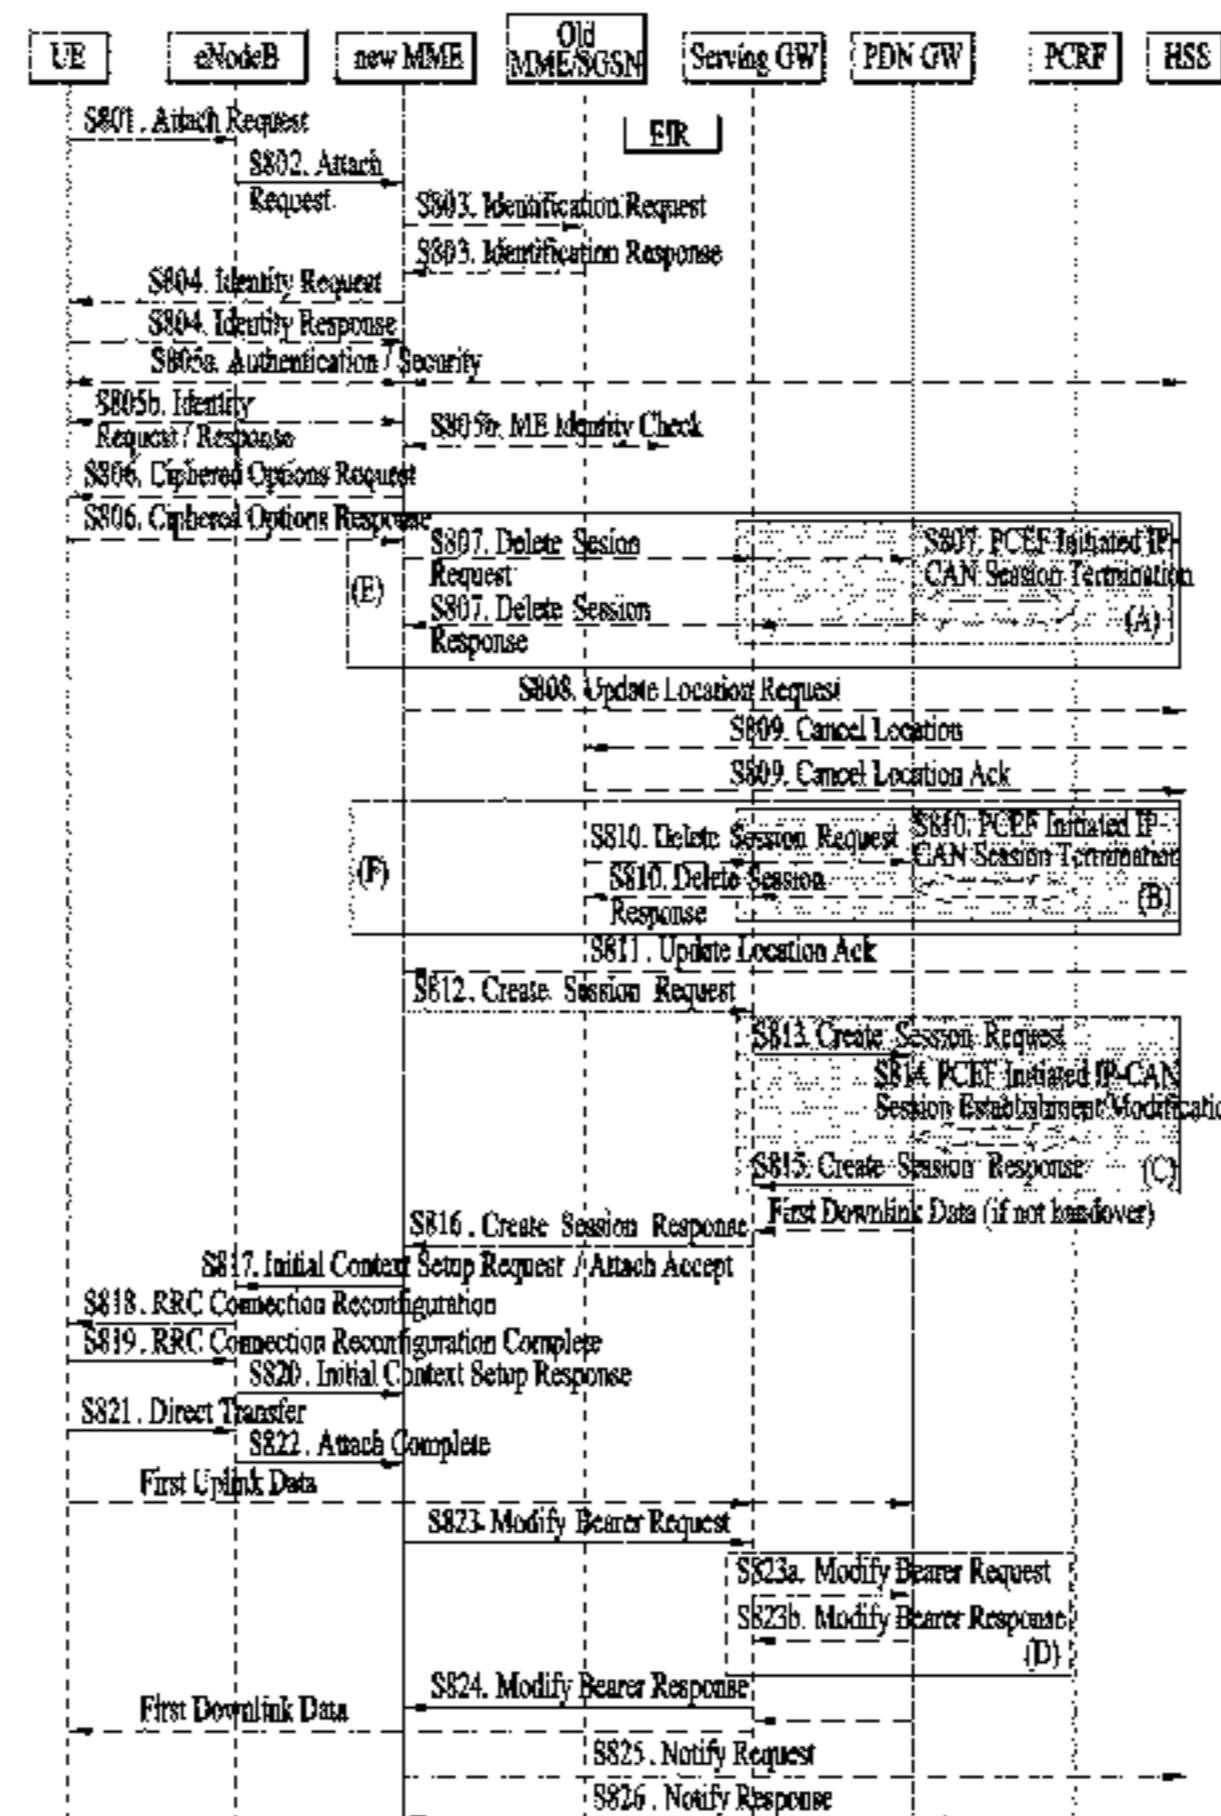 UE
eNodeB
new MME
Old
MME/SGSN
Serving GW
PDN GW
PCRF
HSS
S801. Attach Request
EIR
S802. Attach
Request
S803. Identification Request
S803. Identification Response
S804. Identity Request
S804. Identity Response
S805a. Authentication / Security
S805b. Identity
Request / Response
S805b. ME Identity Check
S806. Ciphered Options Request
S806. Ciphered Options Response
S807. Delete Sesion
Request
S807. PCEF Initiated IP-
CAN Session Termination
(E)
S807. Delete Session
Response
(A)
S808. Update Location Request
S809. Cancel Location
S809. Cancel Location Ack
S810. Delete Session Request
S810. PCEF Initiated IP-
CAN Session Termination
(F)
S810. Delete Session
Response
(B)
S811. Update Location Ack
S812. Create Session Request
S813. Create Session Request
S814. PCEF Initiated IP-CAN
Session Establishment/Modificatio
S815. Create Session Response
(C)
First Downlink Data (if not handover)
S816. Create Session Response
S817. Initial Context Setup Request / Attach Accept
S818. RRC Connection Reconfiguration
S819. RRC Connection Reconfiguration Complete
S820. Initial Context Setup Response
S821. Direct Transfer
S822. Attach Complete
First Uplink Data
S823. Modify Bearer Request
S823a. Modify Bearer Request
S823b. Modify Bearer Response
(D)
S824. Modify Bearer Response
First Downlink Data
S825. Notify Request
S826. Notify Response